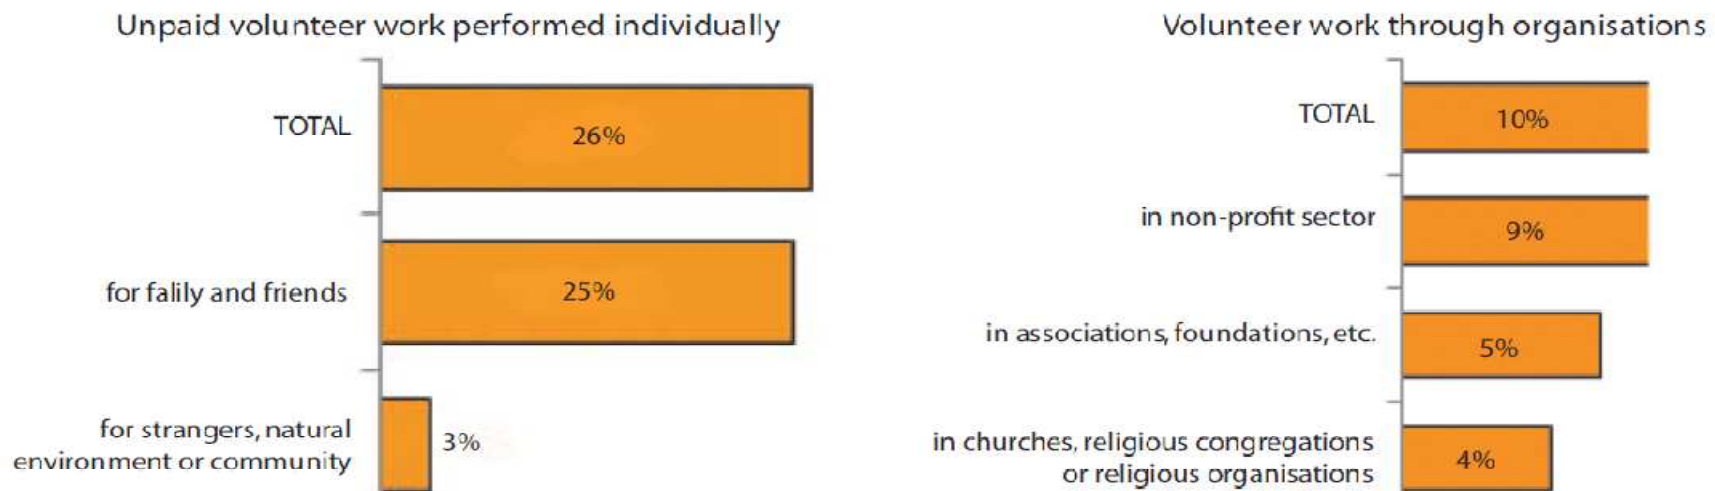 Unpaid volunteer work performed individually
TOTAL
26%
for falily and friends
25%
for strangers, natural
environment or community
3%
Volunteer work through organisations
TOTAL
10%
in non-profit sector
9%
in associations, foundations, etc.
5%
in churches, religious congregations
or religious organisations
4%